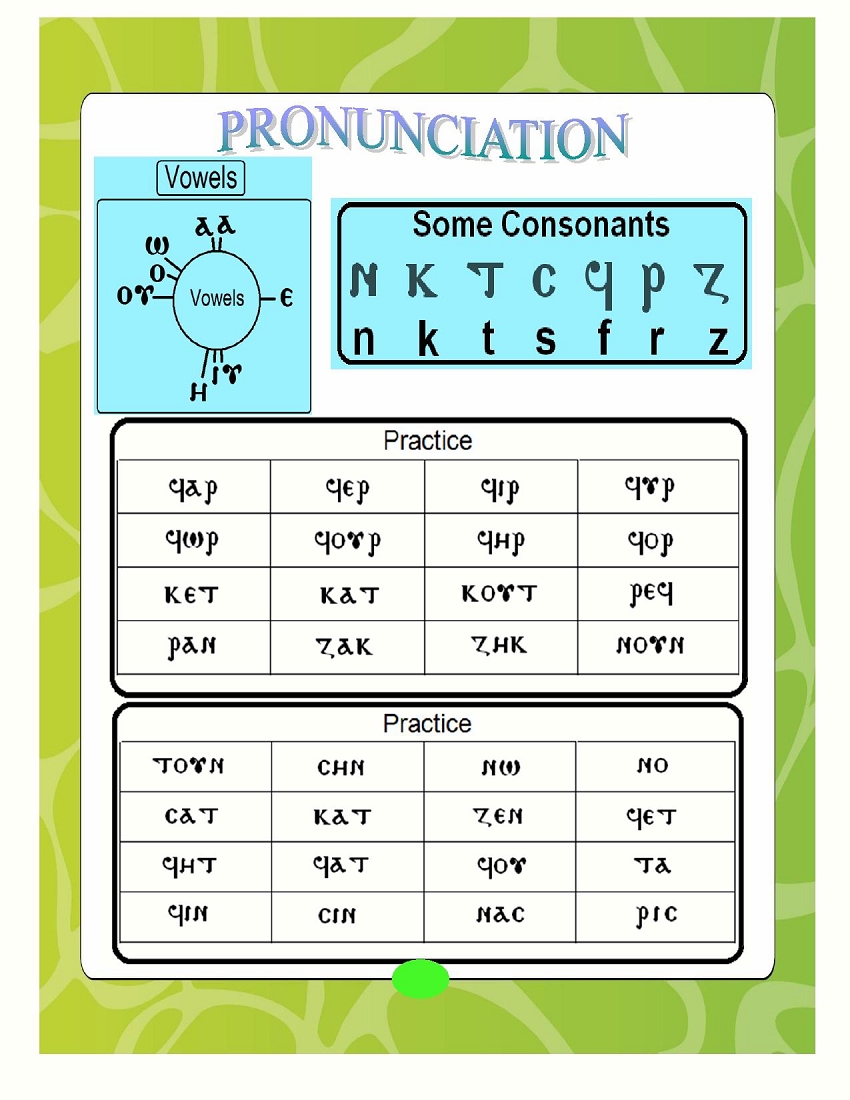 PRONUNCIATION
Vowels
ⲁ ⲁ
ⲱ
ⲟ
ⲟⲩ Vowels ⲉ
ⲏ ⲓ ⲩ
Some Consonants
ⲛ ⲕ ⲧ ⲥ ϥ ⲣ ⲍ
n k t s f r z
Practice
ϥⲁⲣ ϥⲉⲣ ϥⲓⲣ ϥⲩⲣ
ϥⲱⲣ ϥⲟⲩⲣ ϥⲏⲣ ϥⲟⲣ
ⲕⲉⲧ ⲕⲁⲧ ⲕⲟⲩⲧ ⲣⲉϥ
ⲣⲁⲛ ⲍⲁⲕ ⲍⲏⲕ ⲛⲟⲩⲛ
Practice
ⲧⲟⲩⲛ ⲥⲏⲛ ⲛⲱ ⲛⲟ
ⲥⲁⲧ ⲕⲁⲧ ⲍⲉⲛ ϥⲉⲧ
ϥⲏⲧ ϥⲁⲧ ϥⲟⲩ ⲧⲁ
ϥⲓⲛ ⲥⲓⲛ ⲛⲁⲥ ⲣⲓⲥ